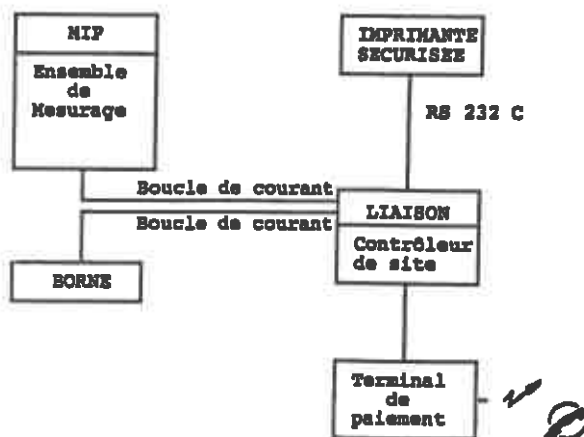 MIP
Ensemble
de
Mesurage
IMPRIMANTE
SECURISEE
RS 232 C
Boucle de courant
Boucle de courant
LIAISON
Contrôleur
de site
BORNE
Terminal
de
paiement